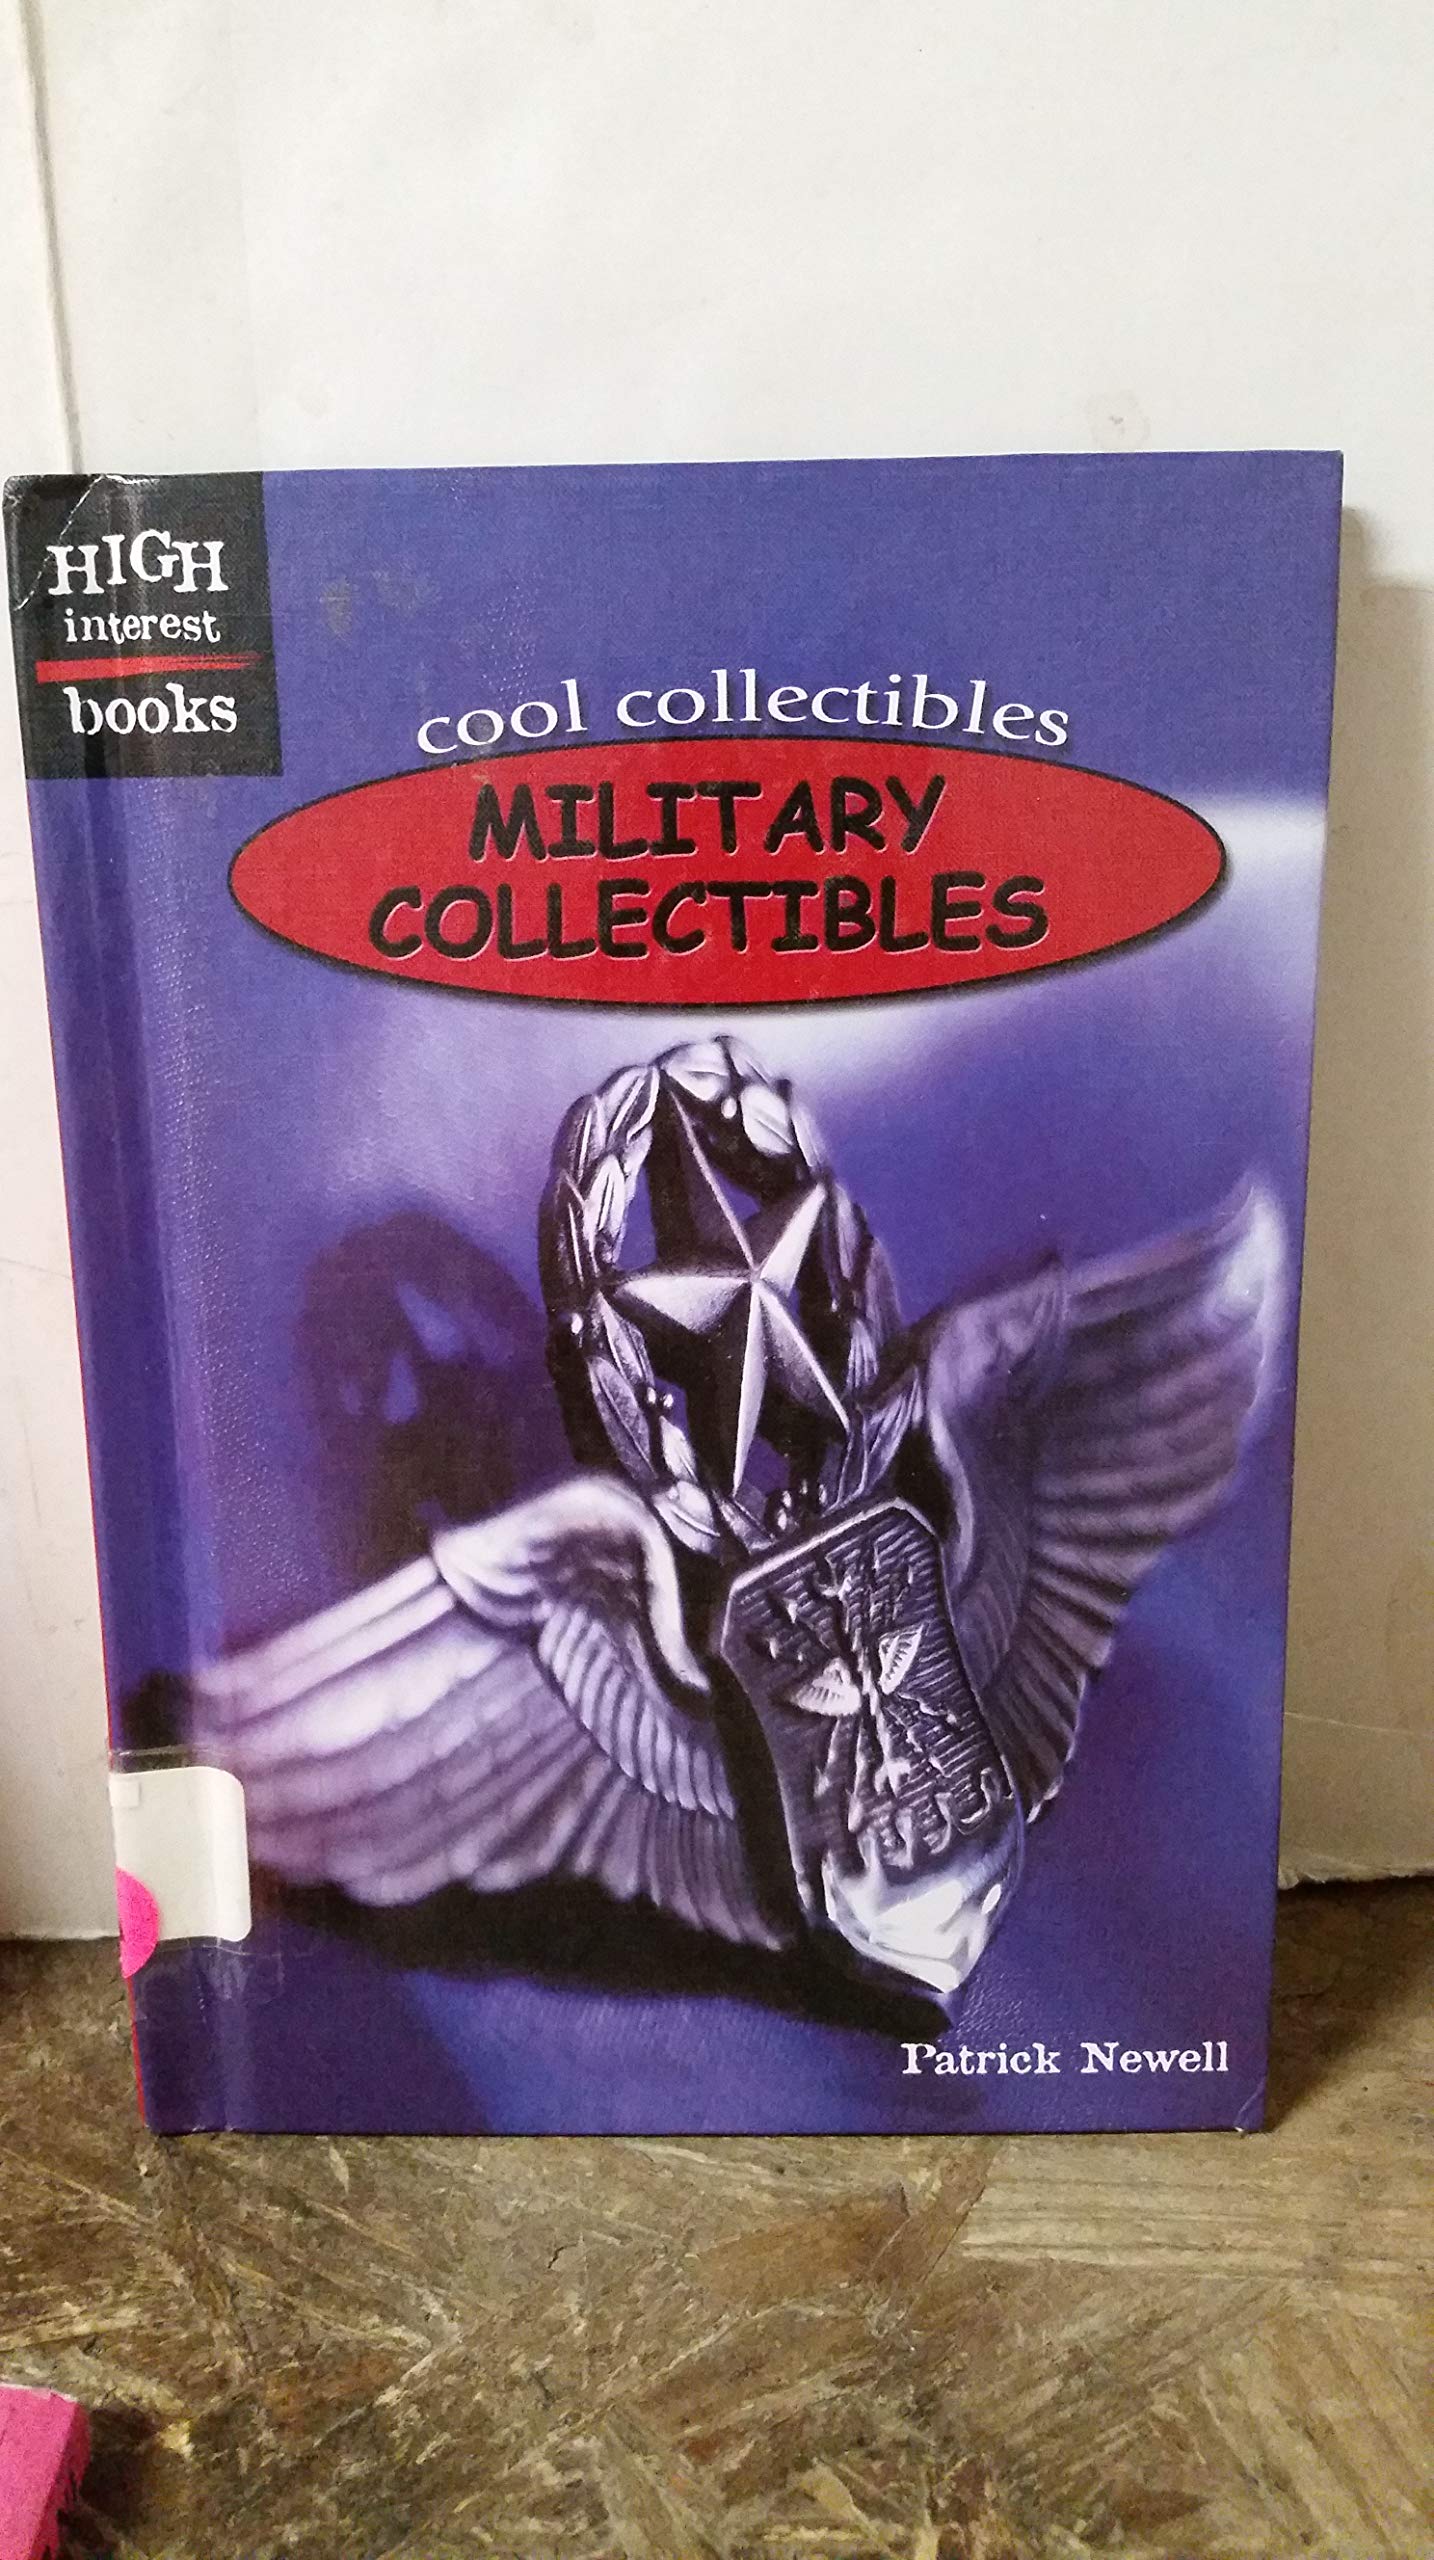 HIGH
interest
books
cool collectibles
MILITARY
COLLECTIBLES
Patrick Newell